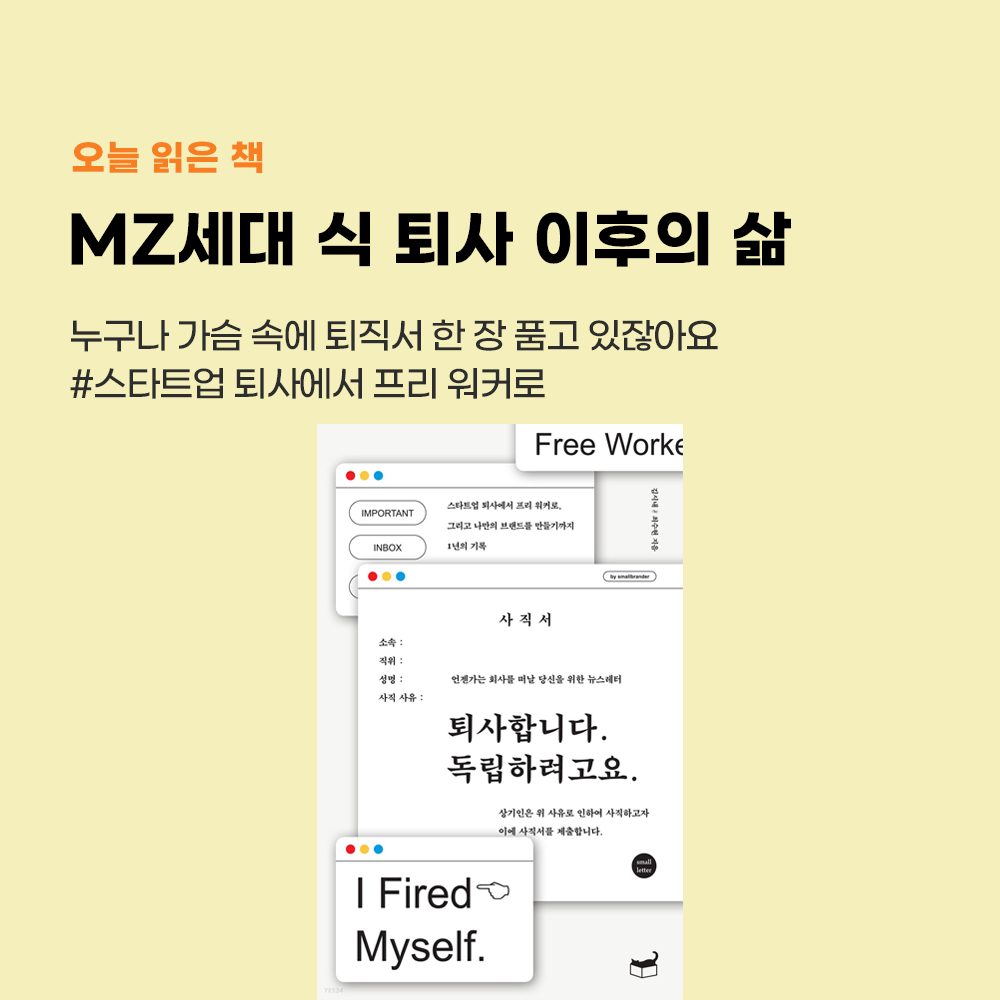 오늘 읽은 책
MZ세대 식 퇴사 이후의 삶
누구나 가슴 속에 퇴직서 한 장 품고 있잖아요
#스타트업 퇴사에서 프리 워커로
Free Worke
IMPORTANT
INBOX
스타트업 퇴사에서 프리 워커로,
그리고 나만의 브랜드를 만들기까지
1년의 기록
by smallbrander
사 직 서
소속 :
직위 :
성명 :
언젠가는 회사를 떠날 당신을 위한 뉴스레터
사직 사유 :
퇴사합니다.
독립하려고요.
상기인은 위 사유로 인하여 사직하고자
이에 사직서를 제출합니다.
small
letter
I Fired
Myself.
YES24